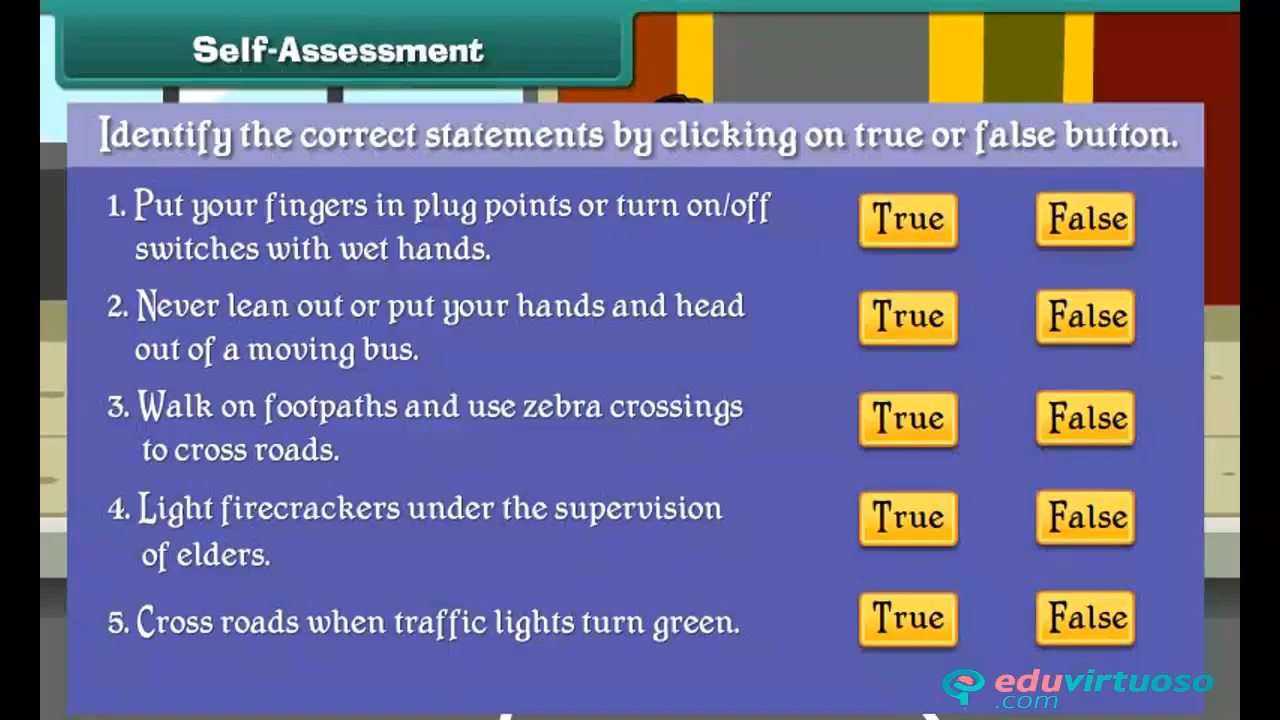 Self-Assessment
Identify the correct statements by clicking on true or false button.
1. Put your fingers in plug points or turn on/off
switches with wet hands.
True
False
2. Never lean out or put your hands and head
out of a moving bus.
True
False
3. Walk on footpaths and use zebra crossings
to cross roads.
True
False
4. Light firecrackers under the supervision
of elders.
True
False
5. Cross roads when traffic lights turn green.
True
False
eduvirtuoso
.com